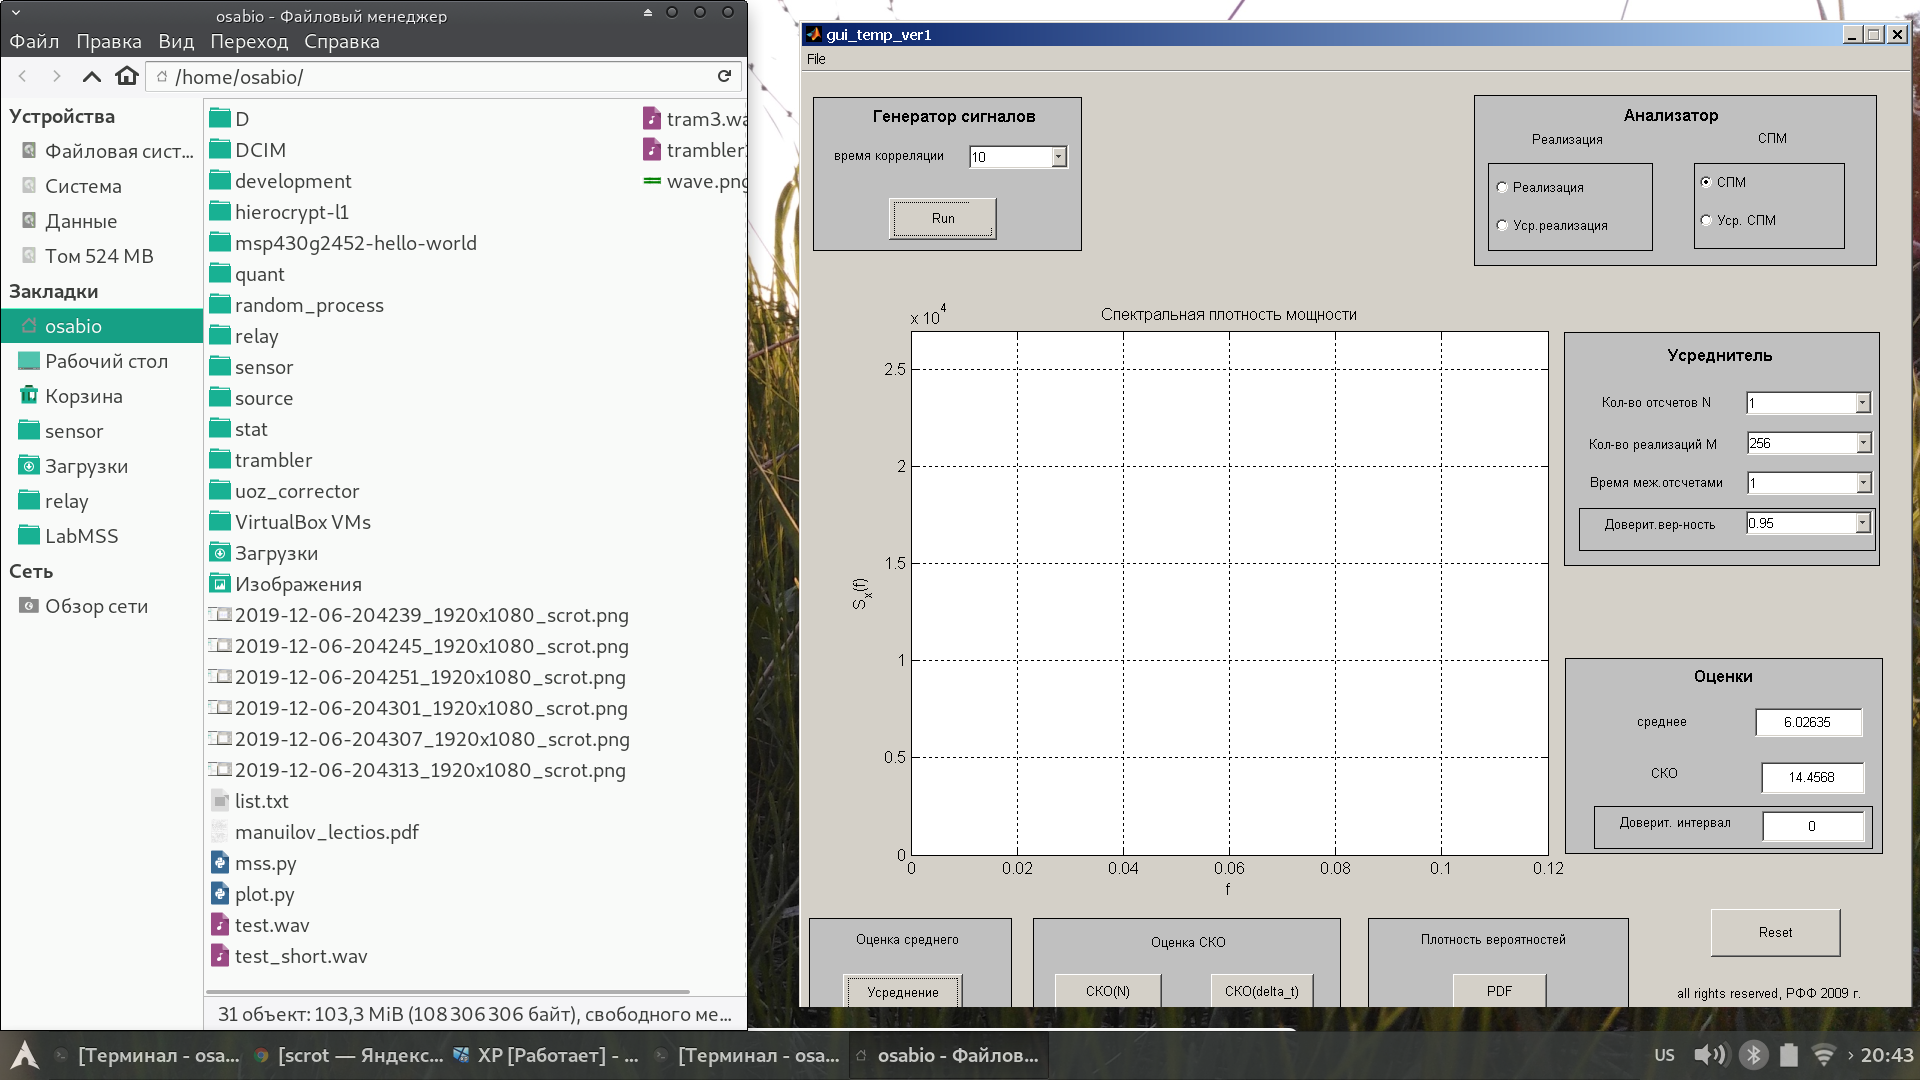 osabio - Файловый менеджер
Файл Правка Вид Переход Справка
/home/osabio/
Устройства
Файловая сист...
Система
Данные
Том 524 MB
Закладки
osabio
Рабочий стол
Корзина
sensor
Загрузки
relay
LabMSS
Сеть
Обзор сети
D
DCIM
development
hierocrypt-l1
msp430g2452-hello-world
quant
random_process
relay
sensor
source
stat
trambler
uoz_corrector
VirtualBox VMs
Загрузки
Изображения
2019-12-06-204239_1920x1080_scrot.png
2019-12-06-204245_1920x1080_scrot.png
2019-12-06-204251_1920x1080_scrot.png
2019-12-06-204301_1920x1080_scrot.png
2019-12-06-204307_1920x1080_scrot.png
2019-12-06-204313_1920x1080_scrot.png
list.txt
manuilov_lectios.pdf
mss.py
plot.py
test.wav
test_short.wav
tram3.wa
trambler
wave.png
31 объект: 103,3 MiB (108 306 306 байт), свободного ме...
gui_temp_ver1
File
Генератор сигналов
время корреляции 10
Run
Анализатор
Реализация СПМ
Реализация
Уср.реализация
СПМ
Уср. СПМ
Спектральная плотность мощности
x 10^4
2.5
2
1.5
1
0.5
0
S_x(f)
0 0.02 0.04 0.06 0.08 0.1 0.12
f
Усреднитель
Кол-во отсчетов N 1
Кол-во реализаций M 256
Время меж.отсчетами 1
Доверит.вер-ность 0.95
Оценки
среднее 6.02635
СКО 14.4568
Доверит. интервал 0
Оценка среднего
Усреднение
Оценка СКО
СКО(N) СКО(delta_t)
Плотность вероятностей
PDF
Reset
all rights reserved, РФФ 2009 г.
[Терминал - osa... [scrot — Яндекс... XP [Работает] - ... [Терминал - osa... osabio - Файлов... US 20:43